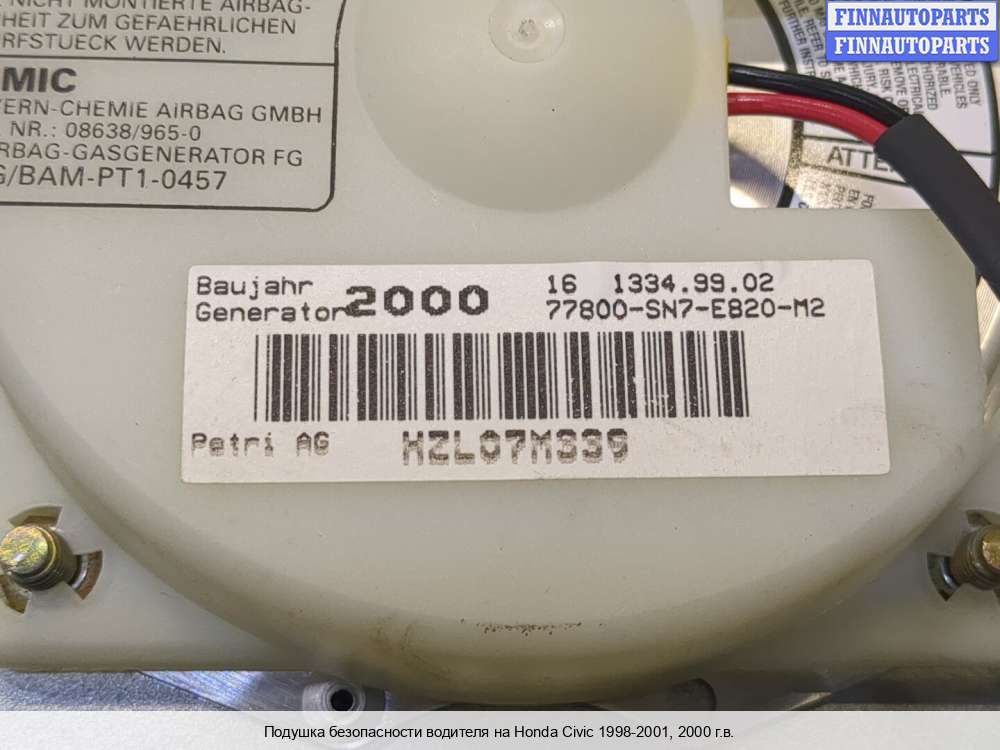 NICHT MONTIERTE AIRBAG-
HEIT ZUM GEFAEHRLICHEN
RFSTUECK WERDEN.
MIC
YERN-CHEMIE AIRBAG GMBH
NR.: 08638/965-0
RBAG-GASGENERATOR FG
G/BAM-PT1-0457
FINNAUTOPARTS
FINNAUTOPARTS
ATTE
Baujahr
Generator 2000
16 1334.99.02
77800-SN7-E820-M2
Petri AG HZL07M339
Подушка безопасности водителя на Honda Civic 1998-2001, 2000 г.в.